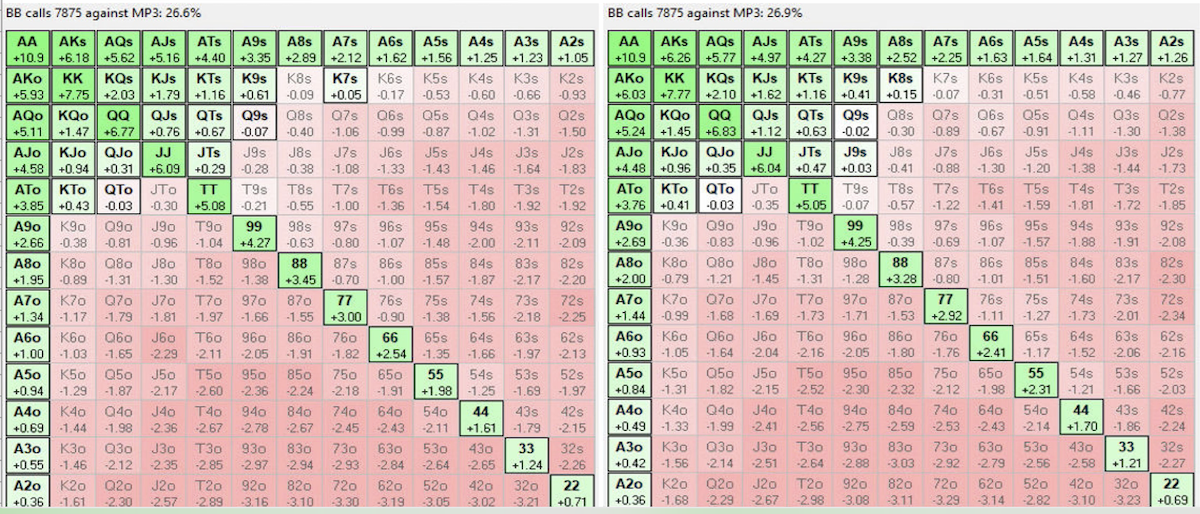 BB calls 7875 against MP3: 26.6%
AA AKs AQs AJs ATs A9s A8s A7s A6s A5s A4s A3s A2s
+10.9 +6.18 +5.62 +5.16 +4.40 +3.35 +2.89 +2.12 +1.62 +1.56 +1.25 +1.23 +1.05
AKo KK KQs KJs KTs K9s K8s K7s K6s K5s K4s K3s K2s
+5.93 +7.75 +2.03 +1.79 +1.16 +0.61 -0.09 +0.05 -0.17 -0.53 -0.60 -0.66 -0.93
AQo KQo QQ QJs QTs Q9s Q8s Q7s Q6s Q5s Q4s Q3s Q2s
+5.11 +1.47 +6.77 +0.76 +0.67 -0.07 -0.40 -1.06 -0.99 -0.87 -1.02 -1.31 -1.50
AJo KJo QJo JJ JTs J9s J8s J7s J6s J5s J4s J3s J2s
+4.58 +0.94 +0.31 +6.09 +0.29 -0.28 -0.38 -1.08 -1.33 -1.43 -1.46 -1.64 -1.83
ATo KTo QTo JTo TT T9s T8s T7s T6s T5s T4s T3s T2s
+3.85 +0.43 -0.03 -0.30 +5.08 -0.21 -0.55 -1.00 -1.36 -1.54 -1.80 -1.92 -1.92
A9o K9o Q9o J9o T9o 99 98s 97s 96s 95s 94s 93s 92s
+2.66 -0.38 -0.81 -0.96 -1.04 +4.27 -0.63 -0.80 -1.07 -1.48 -2.00 -2.11 -2.09
A8o K8o Q8o J8o T8o 98o 88 87s 86s 85s 84s 83s 82s
+1.95 -0.89 -1.31 -1.30 -1.52 -1.38 +3.45 -0.70 -1.00 -1.57 -1.87 -2.17 -2.20
A7o K7o Q7o J7o T7o 97o 87o 77 76s 75s 74s 73s 72s
+1.34 -1.17 -1.79 -1.81 -1.97 -1.66 -1.55 +3.00 -0.90 -1.38 -1.56 -2.18 -2.25
A6o K6o Q6o J6o T6o 96o 86o 76o 66 65s 64s 63s 62s
+1.00 -1.03 -1.65 -2.29 -2.11 -2.05 -1.91 -1.82 +2.54 -1.35 -1.66 -1.97 -2.13
A5o K5o Q5o J5o T5o 95o 85o 75o 65o 55 54s 53s 52s
+0.94 -1.29 -1.87 -2.17 -2.60 -2.36 -2.24 -2.18 -1.91 +1.98 -1.25 -1.69 -1.97
A4o K4o Q4o J4o T4o 94o 84o 74o 64o 54o 44 43s 42s
+0.69 -1.44 -1.98 -2.36 -2.67 -2.78 -2.67 -2.45 -2.43 -2.11 +1.61 -1.79 -2.15
A3o K3o Q3o J3o T3o 93o 83o 73o 63o 53o 43o 33 32s
+0.55 -1.46 -2.12 -2.35 -2.85 -2.97 -2.94 -2.93 -2.84 -2.64 -2.65 +1.24 -2.26
A2o K2o Q2o J2o T2o 92o 82o 72o 62o 52o 42o 32o 22
+0.36 -1.61 -2.30 -2.57 -2.89 -3.16 -3.10 -3.30 -3.19 -3.05 -3.02 -3.21 +0.71
BB calls 7875 against MP3: 26.9%
AA AKs AQs AJs ATs A9s A8s A7s A6s A5s A4s A3s A2s
+10.9 +6.26 +5.77 +4.97 +4.27 +3.38 +2.52 +2.25 +1.63 +1.64 +1.31 +1.27 +1.26
AKo KK KQs KJs KTs K9s K8s K7s K6s K5s K4s K3s K2s
+6.03 +7.77 +2.10 +1.62 +1.16 +0.41 +0.15 -0.07 -0.31 -0.51 -0.58 -0.46 -0.77
AQo KQo QQ QJs QTs Q9s Q8s Q7s Q6s Q5s Q4s Q3s Q2s
+5.24 +1.45 +6.83 +1.12 +0.63 -0.02 -0.30 -0.89 -0.67 -0.91 -1.11 -1.30 -1.38
AJo KJo QJo JJ JTs J9s J8s J7s J6s J5s J4s J3s J2s
+4.48 +0.96 +0.35 +6.04 +0.47 +0.03 -0.41 -0.88 -1.30 -1.20 -1.38 -1.44 -1.73
ATo KTo QTo JTo TT T9s T8s T7s T6s T5s T4s T3s T2s
+3.76 +0.41 -0.03 -0.35 +5.05 -0.07 -0.57 -1.22 -1.41 -1.59 -1.81 -1.72 -1.85
A9o K9o Q9o J9o T9o 99 98s 97s 96s 95s 94s 93s 92s
+2.69 -0.36 -0.83 -0.96 -1.02 +4.25 -0.39 -0.69 -1.07 -1.57 -1.88 -1.91 -2.08
A8o K8o Q8o J8o T8o 98o 88 87s 86s 85s 84s 83s 82s
+2.00 -0.79 -1.21 -1.45 -1.31 -1.28 +3.28 -0.80 -1.01 -1.51 -1.60 -2.17 -2.30
A7o K7o Q7o J7o T7o 97o 87o 77 76s 75s 74s 73s 72s
+1.44 -0.99 -1.68 -1.69 -1.73 -1.71 -1.53 +2.92 -1.11 -1.27 -1.73 -2.01 -2.34
A6o K6o Q6o J6o T6o 96o 86o 76o 66 65s 64s 63s 62s
+0.93 -1.05 -1.64 -2.04 -2.16 -2.05 -1.80 -1.76 +2.41 -1.17 -1.52 -2.06 -2.16
A5o K5o Q5o J5o T5o 95o 85o 75o 65o 55 54s 53s 52s
+0.84 -1.31 -1.82 -2.15 -2.52 -2.30 -2.32 -2.12 -1.98 +2.31 -1.21 -1.66 -2.03
A4o K4o Q4o J4o T4o 94o 84o 74o 64o 54o 44 43s 42s
+0.49 -1.33 -1.99 -2.41 -2.56 -2.75 -2.59 -2.53 -2.43 -2.14 +1.70 -1.86 -2.24
A3o K3o Q3o J3o T3o 93o 83o 73o 63o 53o 43o 33 32s
+0.42 -1.56 -2.14 -2.51 -2.64 -2.88 -3.03 -2.92 -2.79 -2.56 -2.58 +1.21 -2.27
A2o K2o Q2o J2o T2o 92o 82o 72o 62o 52o 42o 32o 22
+0.36 -1.68 -2.29 -2.67 -2.98 -3.08 -3.11 -3.29 -3.14 -2.82 -3.10 -3.23 +0.69